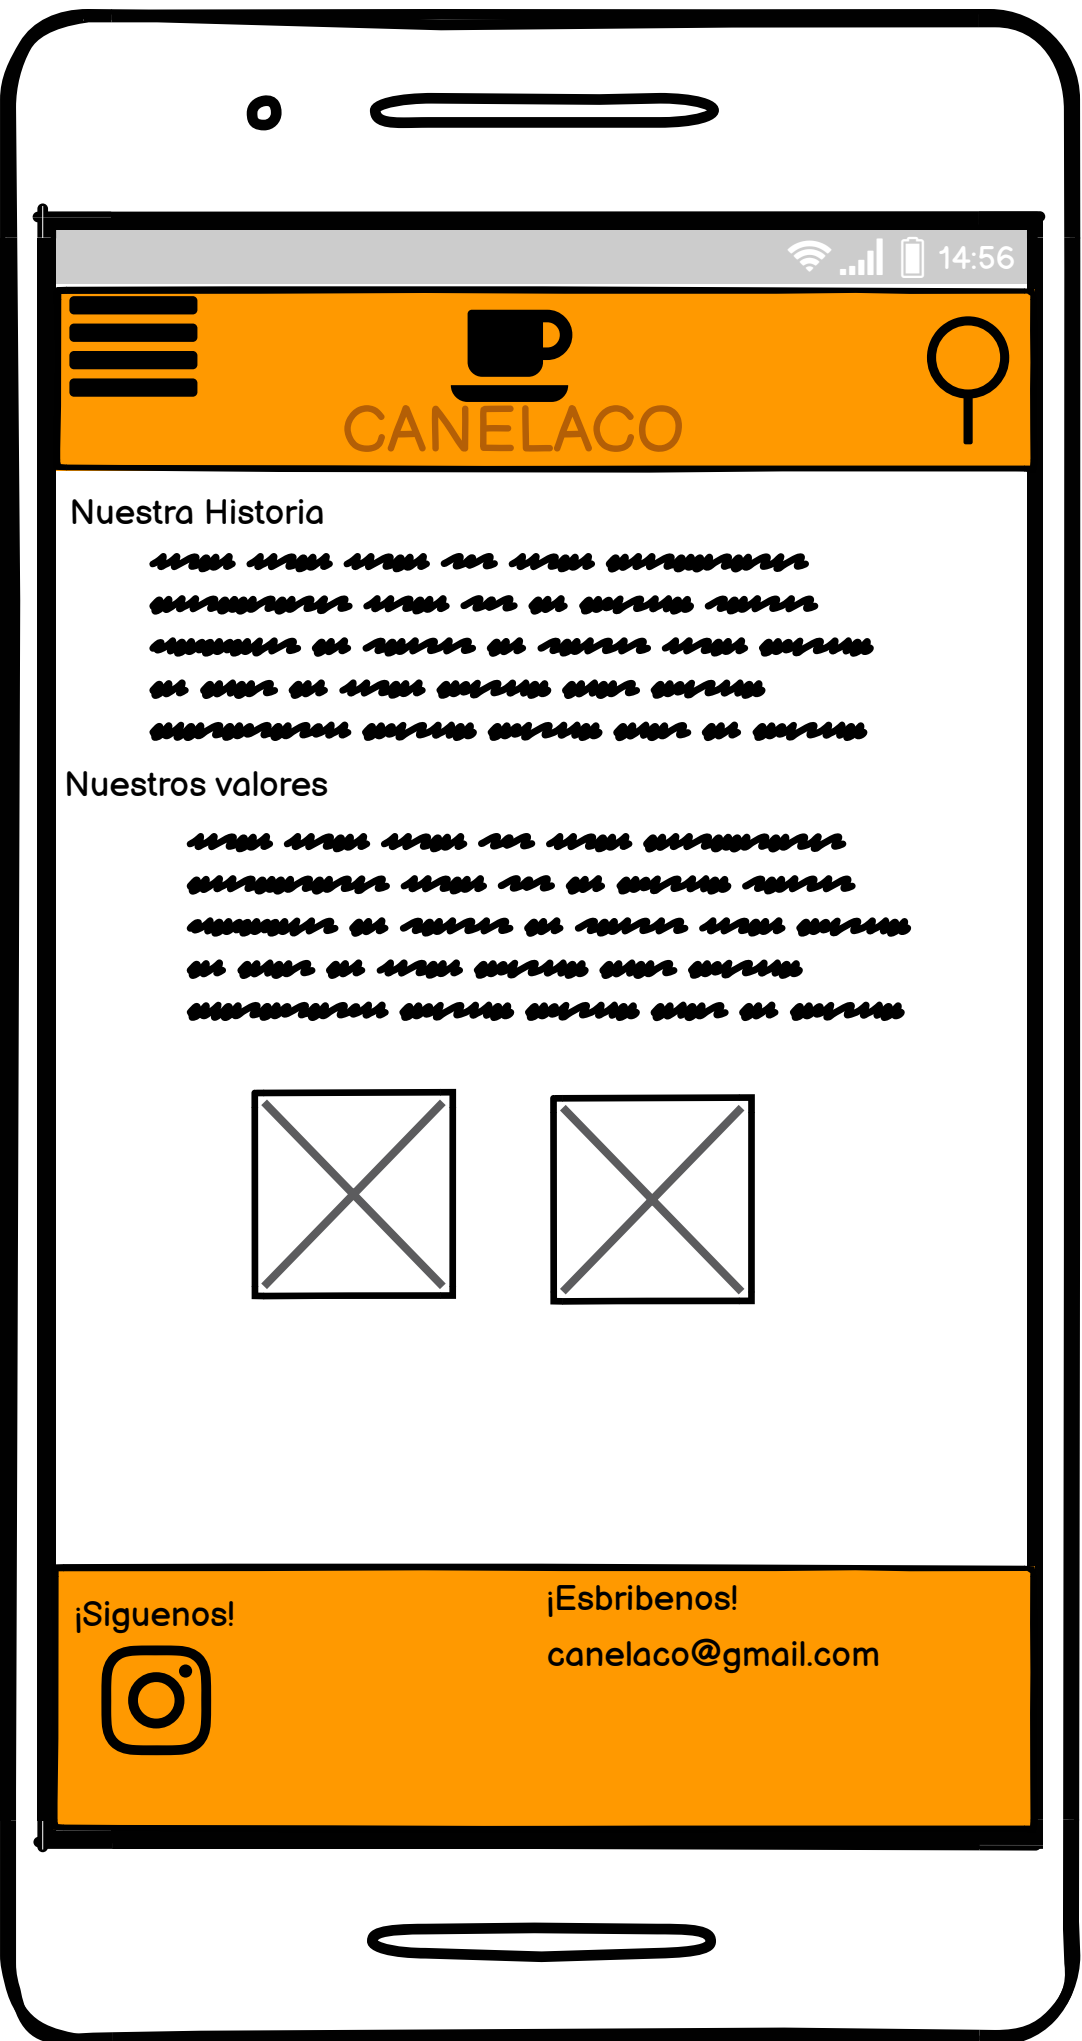 14:56
CANELACO
Nuestra Historia
Nuestros valores
¡Siguenos!
¡Esbribenos!
canelaco@gmail.com